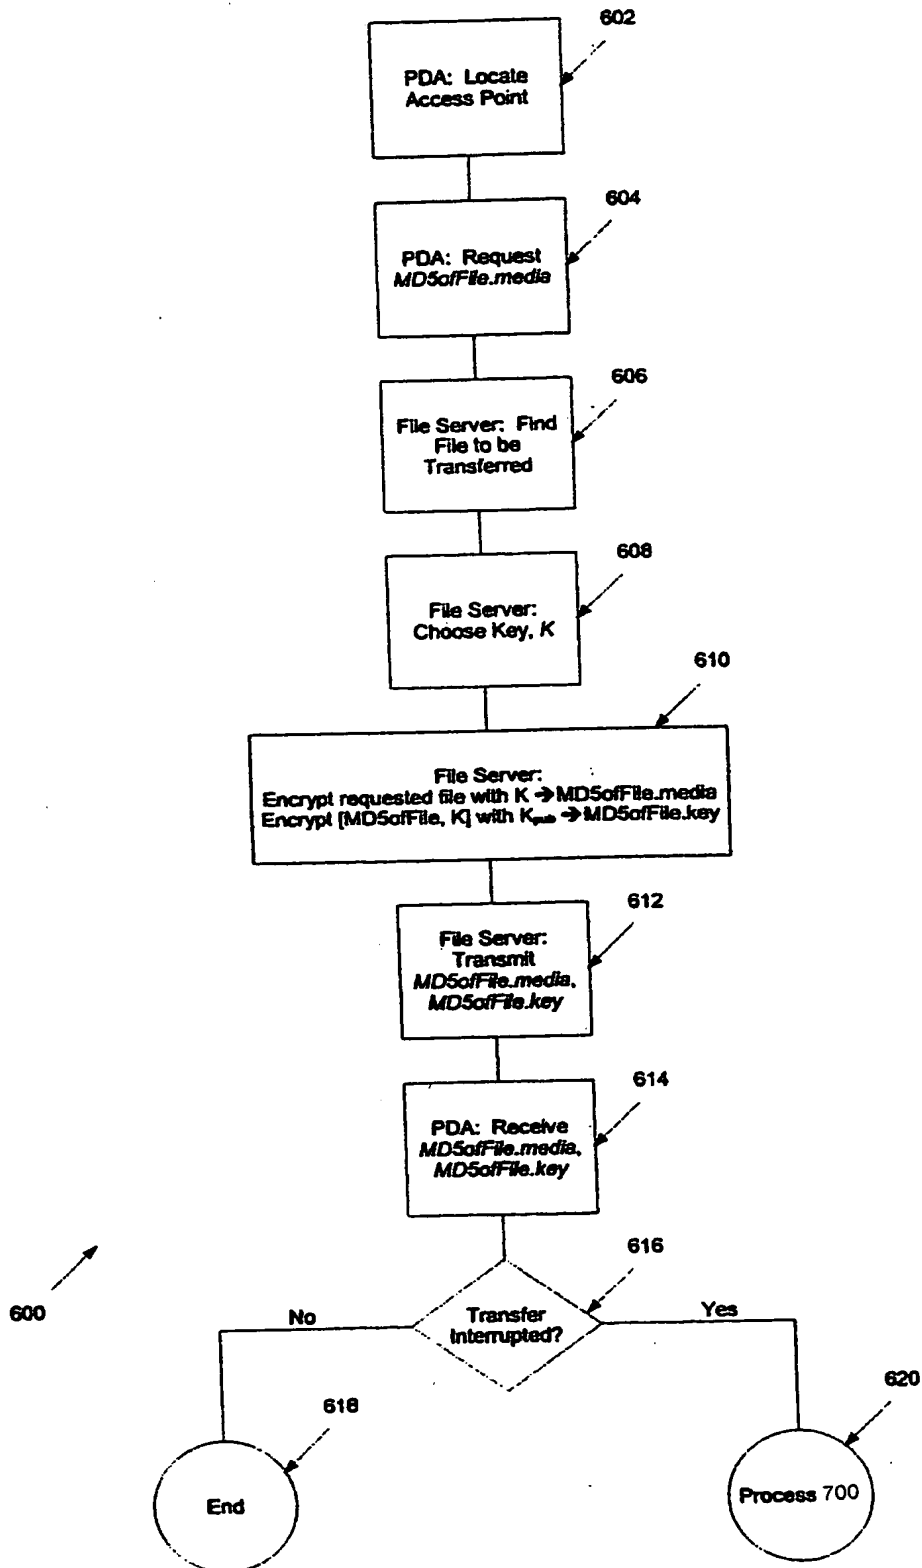 602
PDA: Locate
Access Point
604
PDA: Request
MD5ofFile.media
606
File Server: Find
File to be
Transferred
608
File Server:
Choose Key, K
610
File Server:
Encrypt requested file with K ➔ MD5ofFile.media
Encrypt [MD5ofFile, K] with Kpub ➔ MD5ofFile.key
612
File Server:
Transmit
MD5ofFile.media,
MD5ofFile.key
614
PDA: Receive
MD5ofFile.media,
MD5ofFile.key
616
600
No
Transfer
Interrupted?
Yes
618
620
End
Process 700